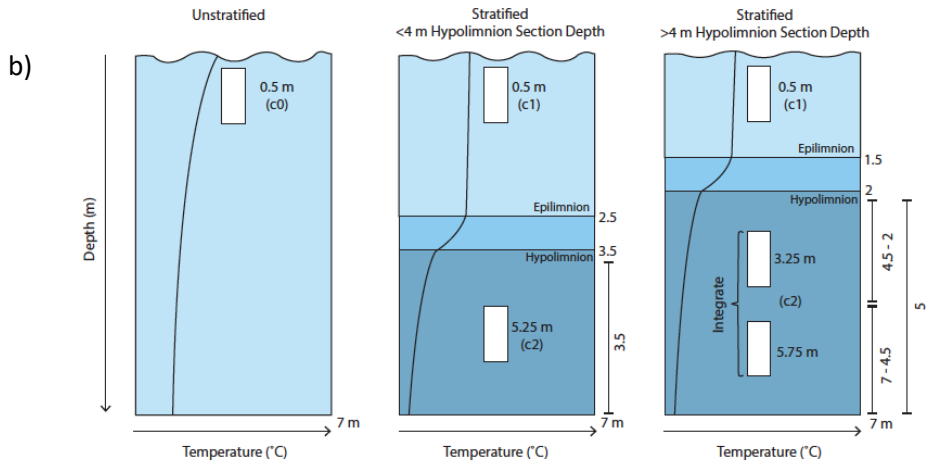 b)
Unstratified
Depth (m)
0.5 m
(c0)
7 m
Temperature (˚C)
Stratified
<4 m Hypolimnion Section Depth
0.5 m
(c1)
Epilimnion
2.5
3.5
Hypolimnion
5.25 m
(c2)
3.5
7 m
Temperature (˚C)
Stratified
>4 m Hypolimnion Section Depth
0.5 m
(c1)
Epilimnion
1.5
2
Hypolimnion
Integrate
3.25 m
(c2)
5.75 m
4.5 - 2
7 - 4.5
5
7 m
Temperature (˚C)